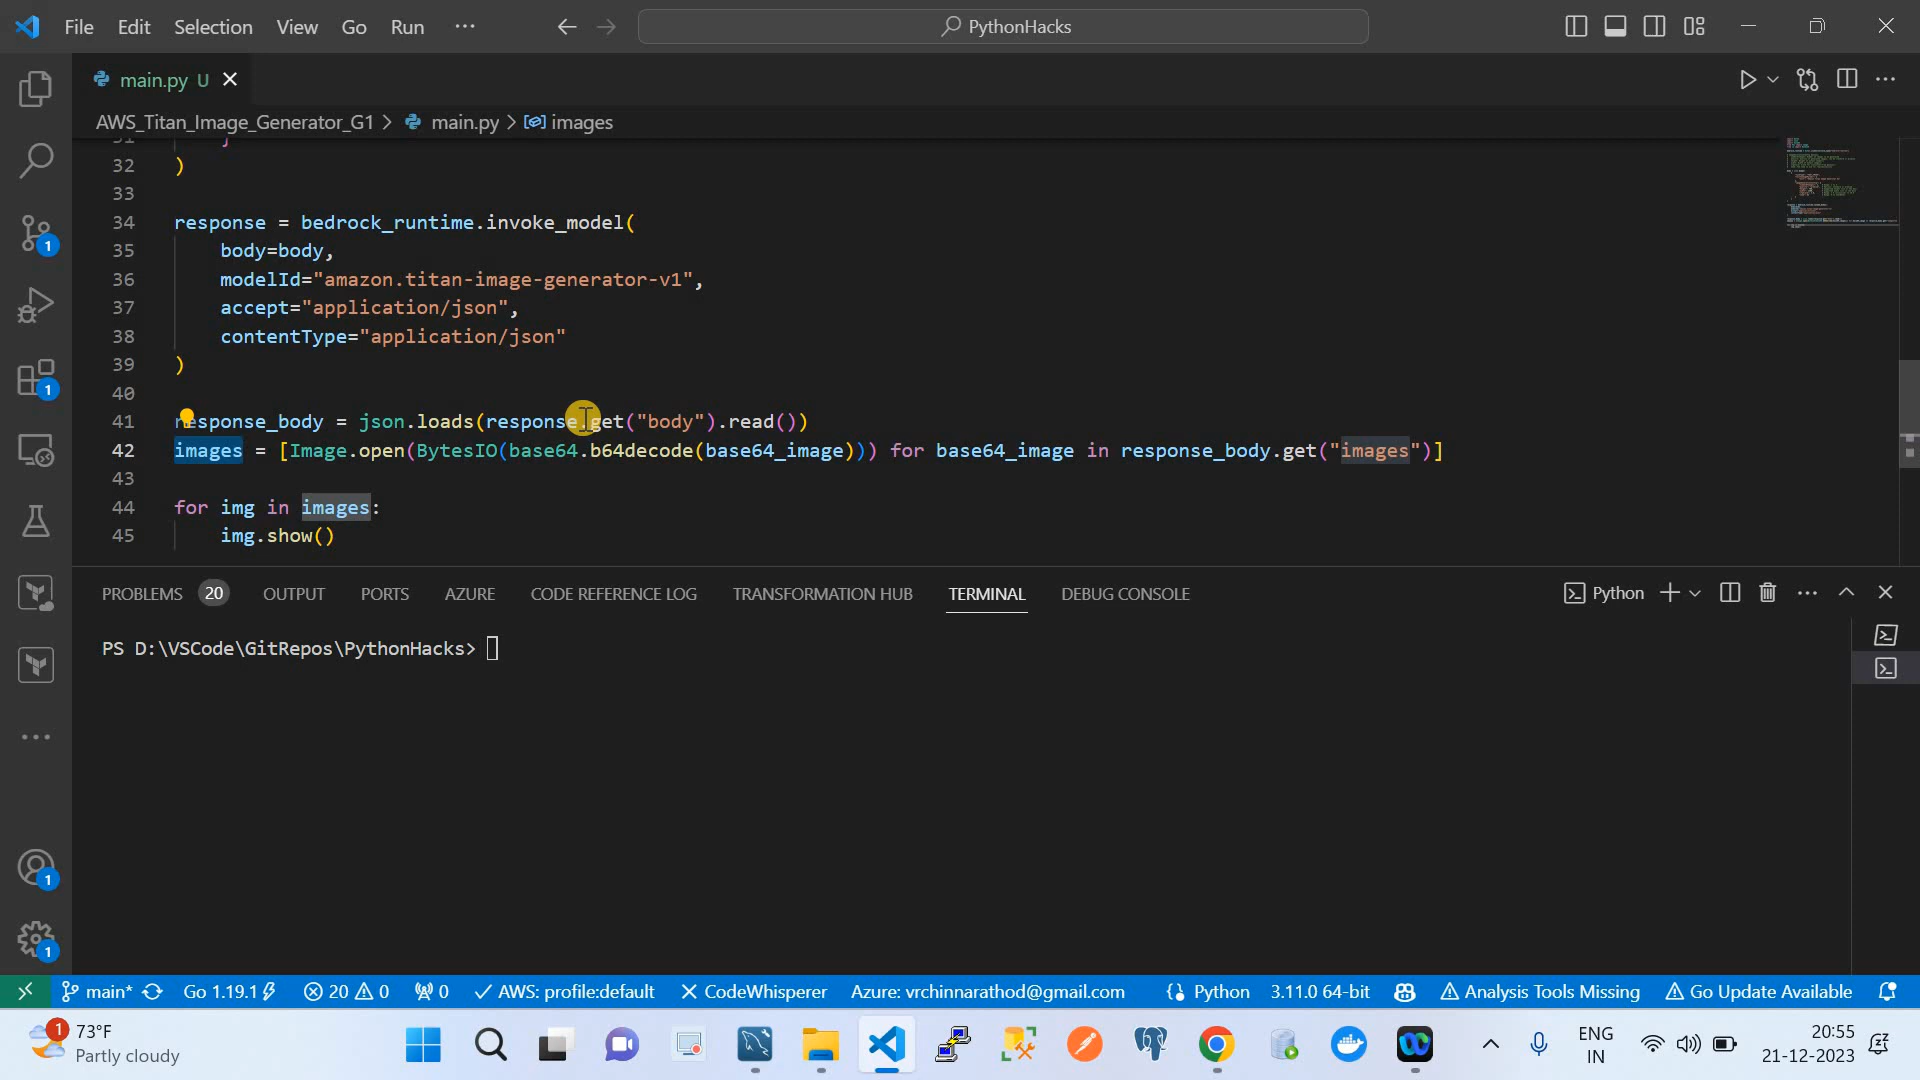 File Edit Selection View Go Run ··· PythonHacks
main.py U
AWS_Titan_Image_Generator_G1 > main.py > images
31 }
32 )
33
34 response = bedrock_runtime.invoke_model(
35 body=body,
36 modelId="amazon.titan-image-generator-v1",
37 accept="application/json",
38 contentType="application/json"
39 )
40
41 response_body = json.loads(response.get("body").read())
42 images = [Image.open(BytesIO(base64.b64decode(base64_image))) for base64_image in response_body.get("images")]
43
44 for img in images:
45 img.show()
PROBLEMS 20 OUTPUT PORTS AZURE CODE REFERENCE LOG TRANSFORMATION HUB TERMINAL DEBUG CONSOLE Python
PS D:\VSCode\GitRepos\PythonHacks>
1
1
1
1
main* Go 1.19.1 20 0 0 AWS: profile:default CodeWhisperer Azure: vrchinnarathod@gmail.com Python 3.11.0 64-bit Analysis Tools Missing Go Update Available
1 73°F
Partly cloudy
ENG
IN
20:55
21-12-2023